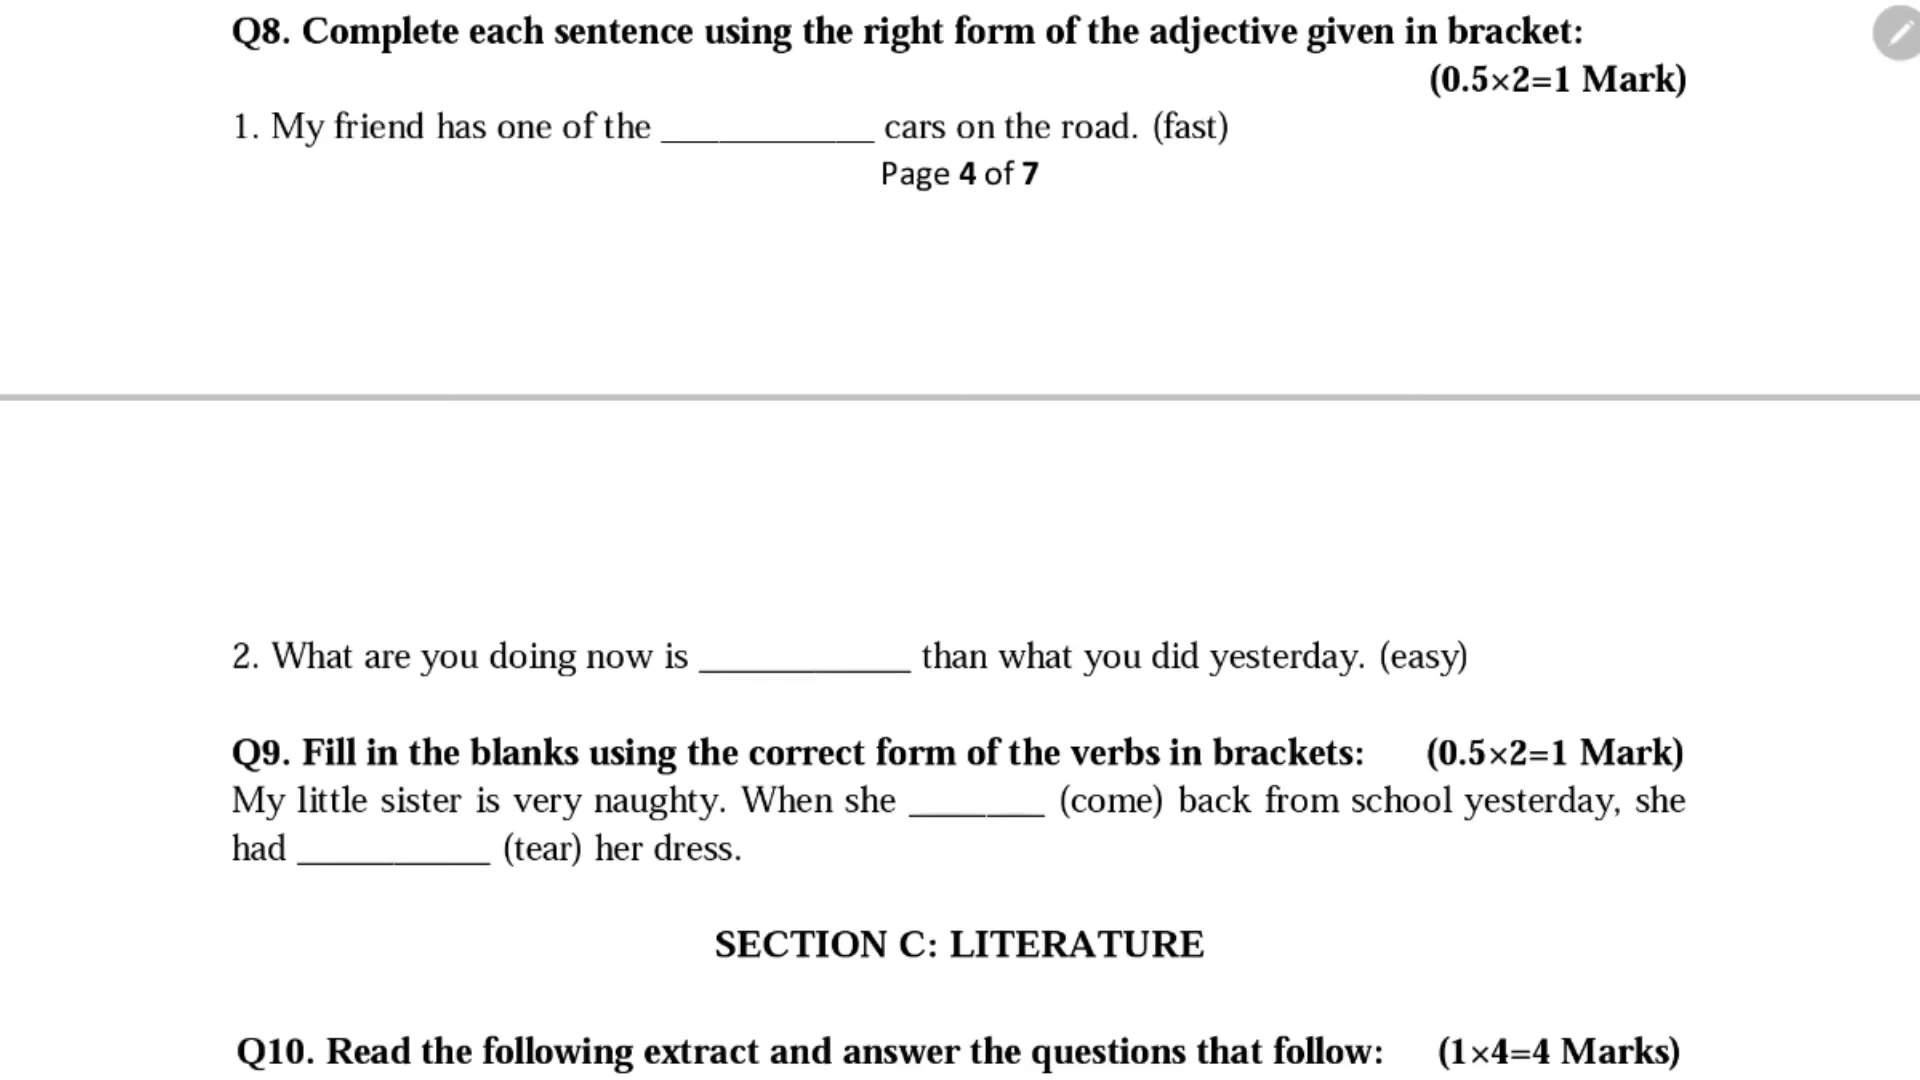 Q8. Complete each sentence using the right form of the adjective given in bracket:
(0.5×2=1 Mark)
1. My friend has one of the ___________ cars on the road. (fast)
Page 4 of 7
2. What are you doing now is ___________ than what you did yesterday. (easy)
Q9. Fill in the blanks using the correct form of the verbs in brackets: (0.5×2=1 Mark)
My little sister is very naughty. When she _______ (come) back from school yesterday, she
had __________ (tear) her dress.
SECTION C: LITERATURE
Q10. Read the following extract and answer the questions that follow: (1×4=4 Marks)